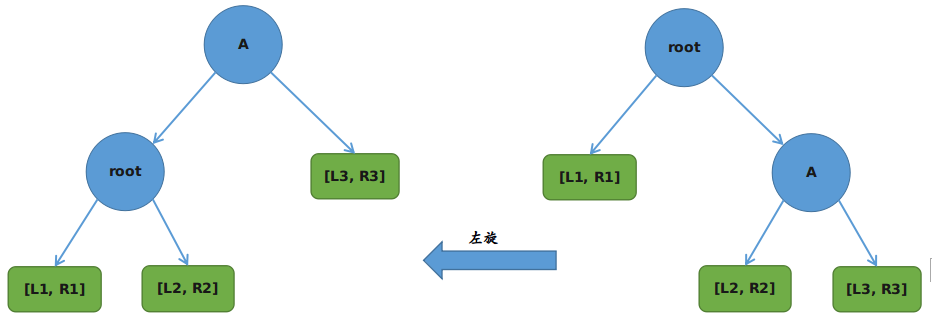 A
root
root
A
[L3, R3]
[L1, R1]
左旋
[L1, R1]
[L2, R2]
[L2, R2]
[L3, R3]